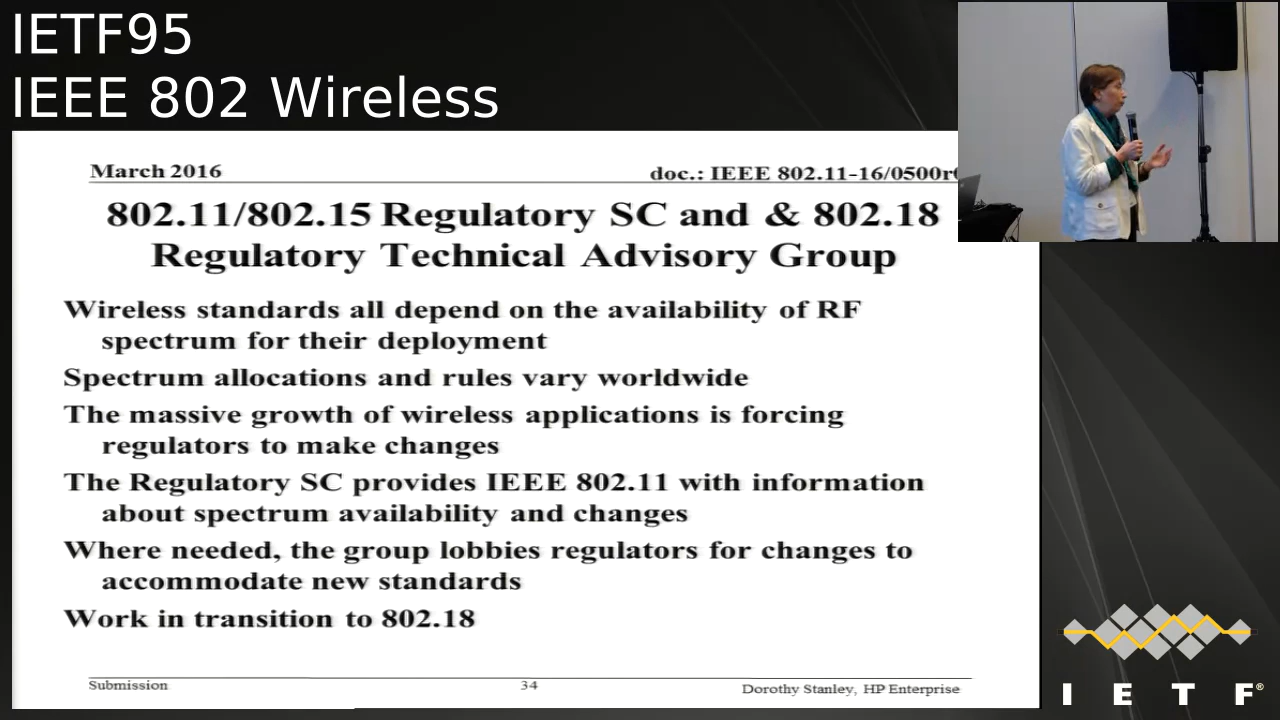 IETF95
IEEE 802 Wireless
March 2016
doc.: IEEE 802.11-16/0500r0
802.11/802.15 Regulatory SC and & 802.18
Regulatory Technical Advisory Group
Wireless standards all depend on the availability of RF
spectrum for their deployment
Spectrum allocations and rules vary worldwide
The massive growth of wireless applications is forcing
regulators to make changes
The Regulatory SC provides IEEE 802.11 with information
about spectrum availability and changes
Where needed, the group lobbies regulators for changes to
accommodate new standards
Work in transition to 802.18
Submission
34
Dorothy Stanley, HP Enterprise
I E T F®